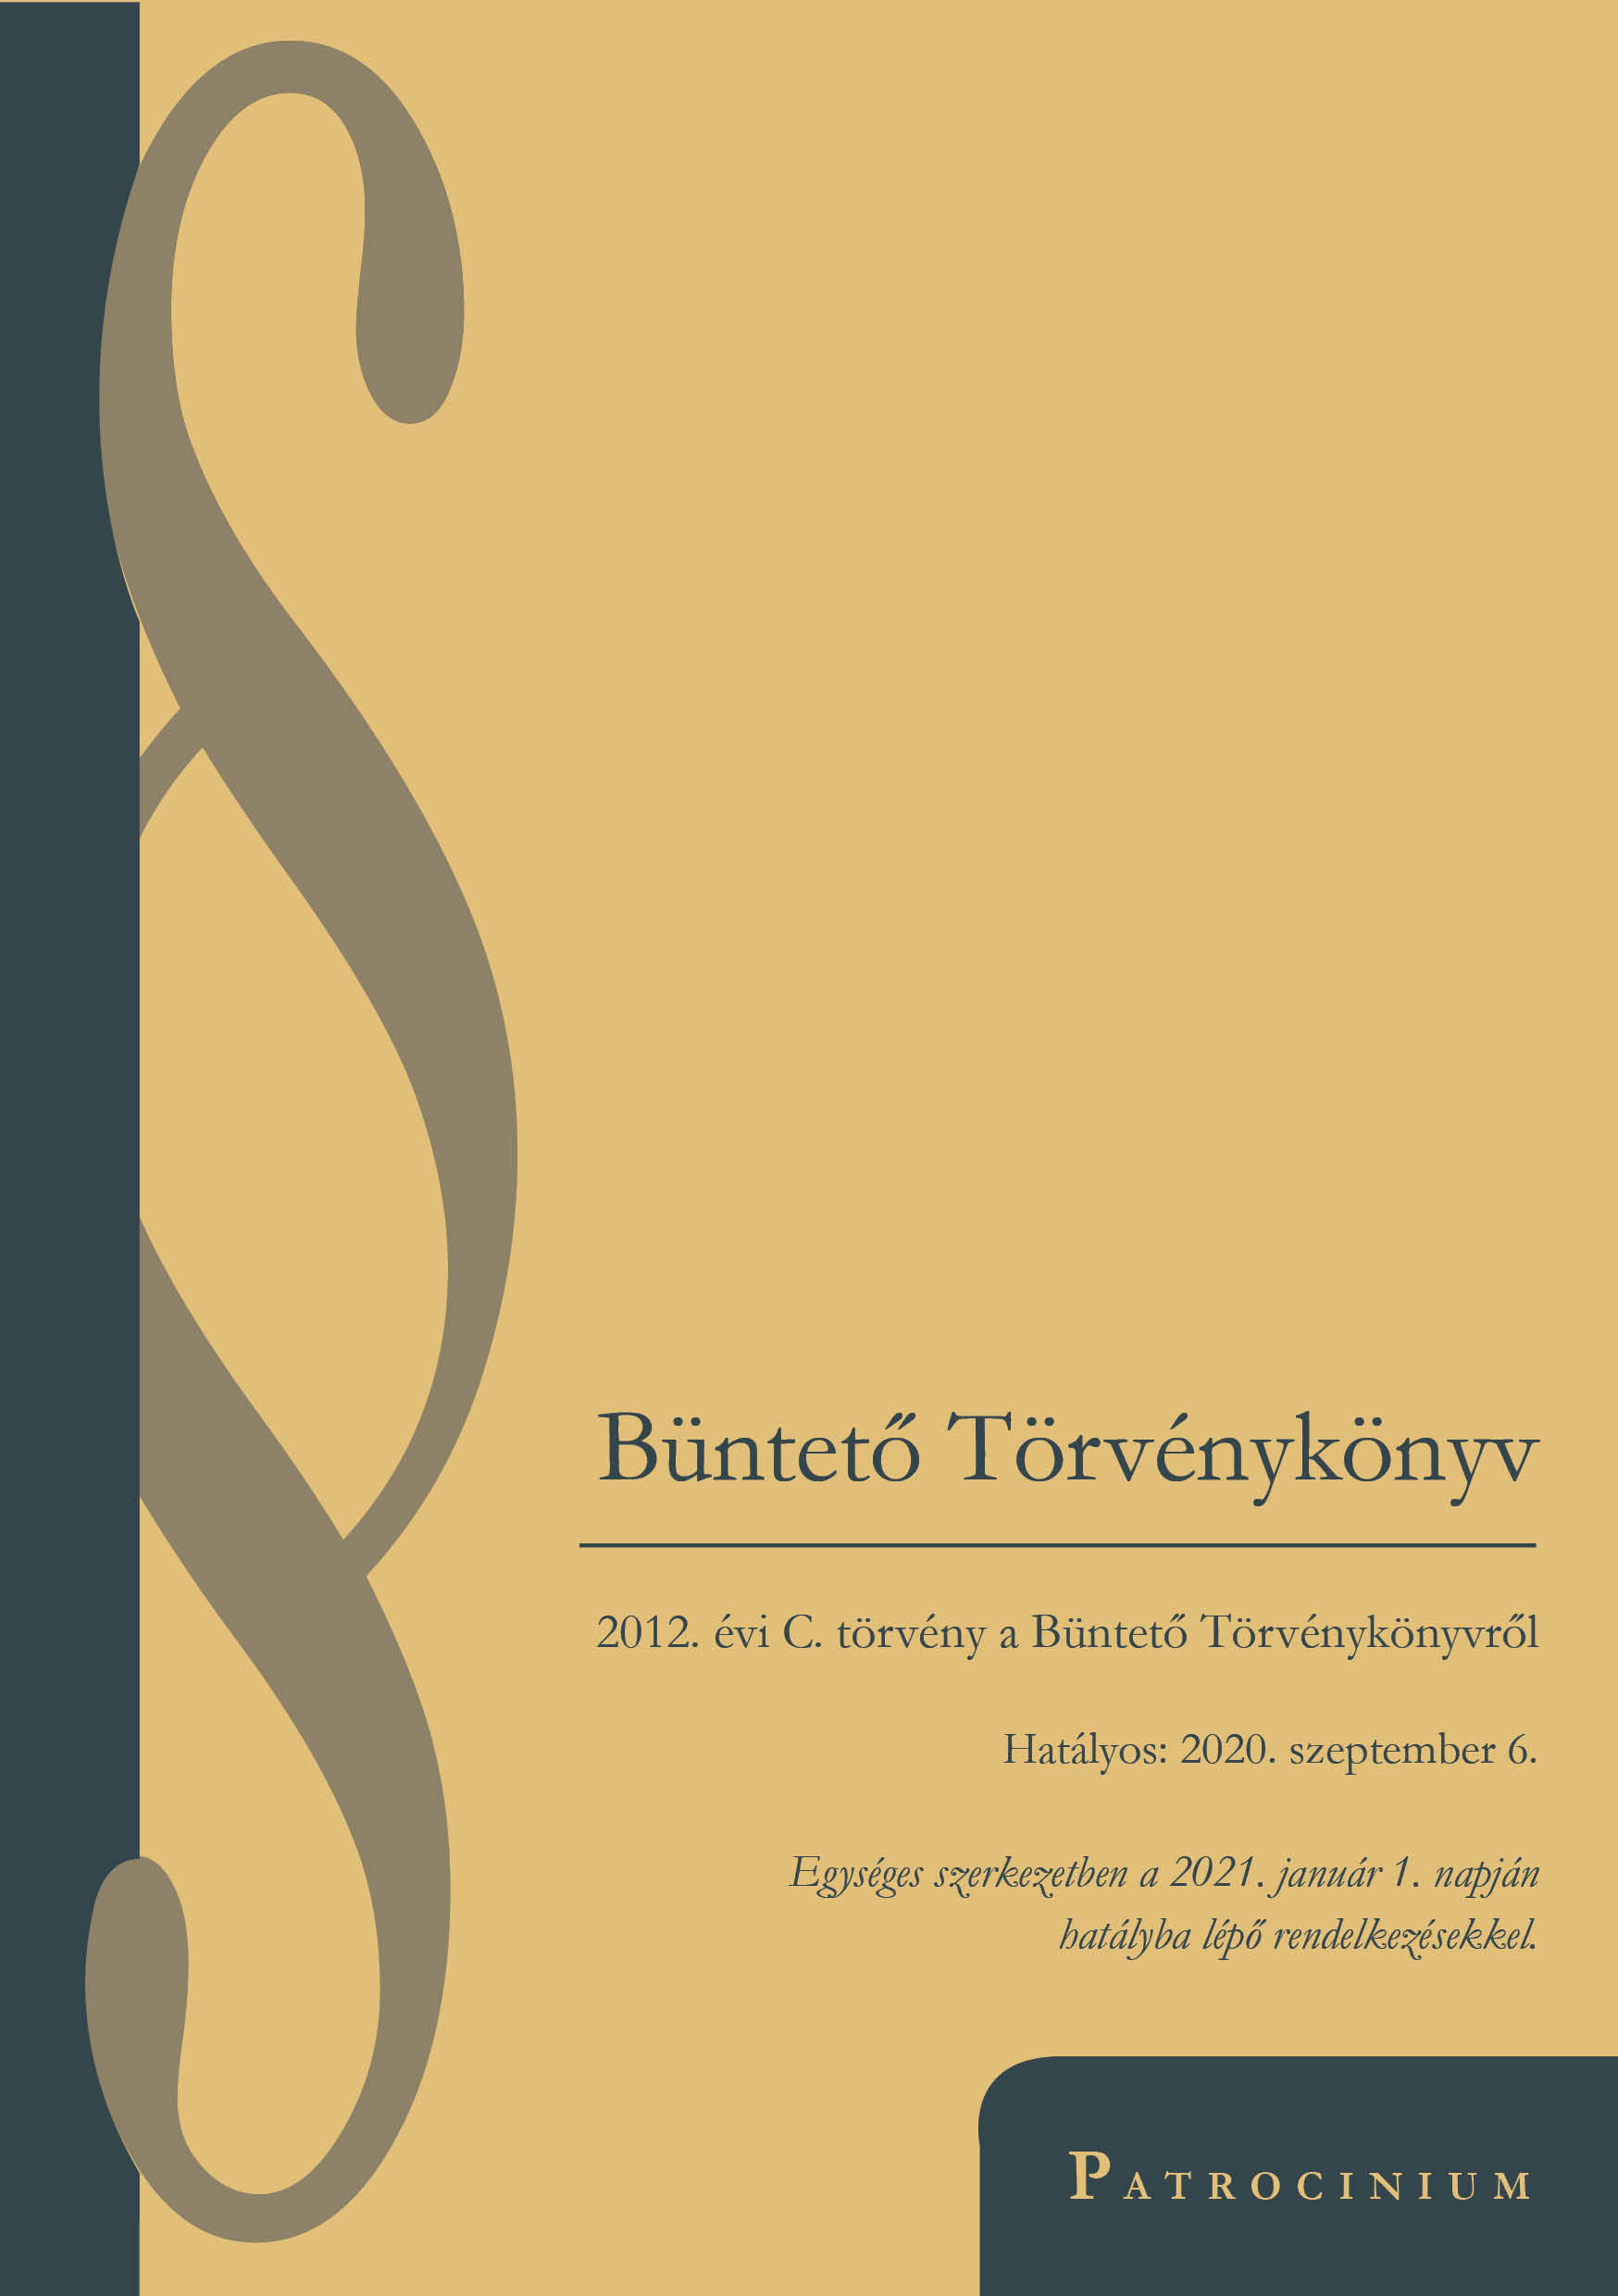 §
Büntető Törvénykönyv
2012. évi C. törvény a Büntető Törvénykönyvről
Hatályos: 2020. szeptember 6.
Egységes szerkezetben a 2021. január 1. napján
hatályba lépő rendelkezésekkel.
PATROCINIUM